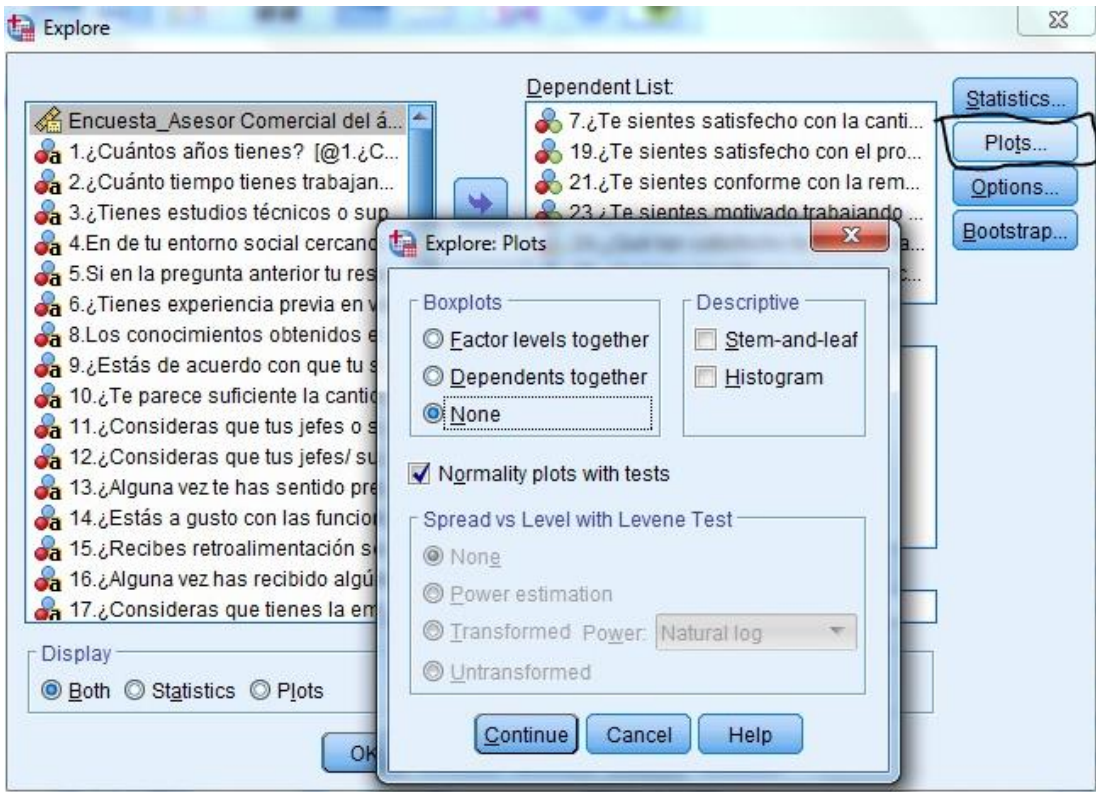 Explore
Dependent List:
Encuesta_Asesor Comercial del á...
1.¿Cuántos años tienes? [@1.¿C...
2.¿Cuánto tiempo tienes trabajan...
3.¿Tienes estudios técnicos o sup
4.En de tu entorno social cercano
5.Si en la pregunta anterior tu res
6.¿Tienes experiencia previa en v
8.Los conocimientos obtenidos e
9.¿Estás de acuerdo con que tu s
10.¿Te parece suficiente la cantid
11.¿Consideras que tus jefes o s
12.¿Consideras que tus jefes/ su
13.¿Alguna vez te has sentido pre
14.¿Estás a gusto con las funcion
15.¿Recibes retroalimentación se
16.¿Alguna vez has recibido algú
17.¿Consideras que tienes la em
7.¿Te sientes satisfecho con la canti...
19.¿Te sientes satisfecho con el pro...
21.¿Te sientes conforme con la rem...
23.¿Te sientes motivado trabajando ...
Statistics...
Plots...
Options...
Bootstrap...
Display
Both Statistics Plots
OK
Explore: Plots
Boxplots
Factor levels together
Dependents together
None
Descriptive
Stem-and-leaf
Histogram
Normality plots with tests
Spread vs Level with Levene Test
None
Power estimation
Transformed Power: Natural log
Untransformed
Continue Cancel Help